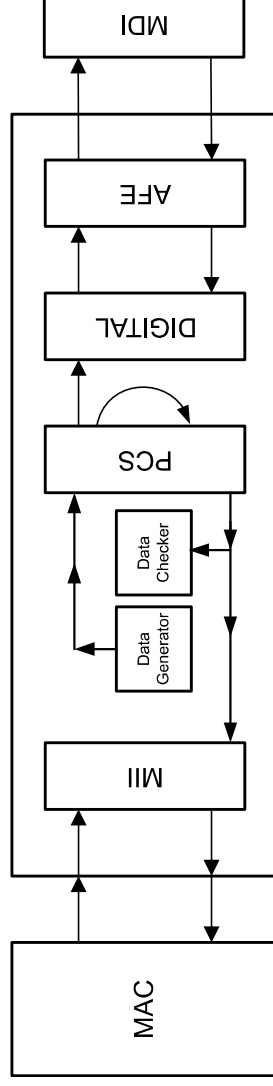 MAC
MII
Data
Generator
Data
Checker
PCS
DIGITAL
AFE
MDI